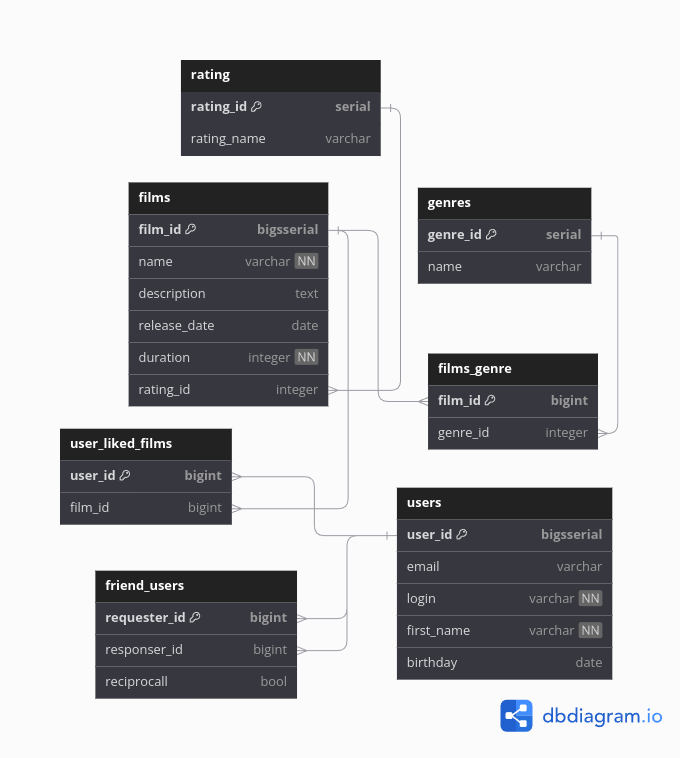 rating
rating_id serial
rating_name varchar
films
film_id bigsserial
name varchar NN
description text
release_date date
duration integer NN
rating_id integer
genres
genre_id serial
name varchar
films_genre
film_id bigint
genre_id integer
user_liked_films
user_id bigint
film_id bigint
users
user_id bigsserial
email varchar
login varchar NN
first_name varchar NN
birthday date
friend_users
requester_id bigint
responser_id bigint
reciprocall bool
dbdiagram.io